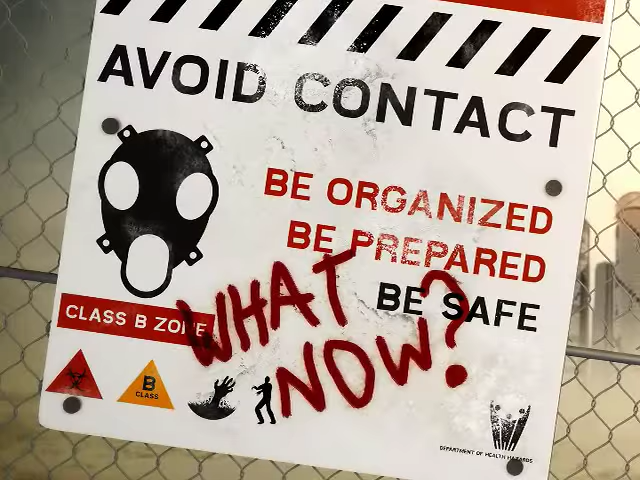 AVOID CONTACT
BE ORGANIZED
BE PREPARED
BE SAFE
CLASS B ZONE
WHAT
NOW?
B
CLASS
DEPARTMENT OF HEALTH HAZARDS